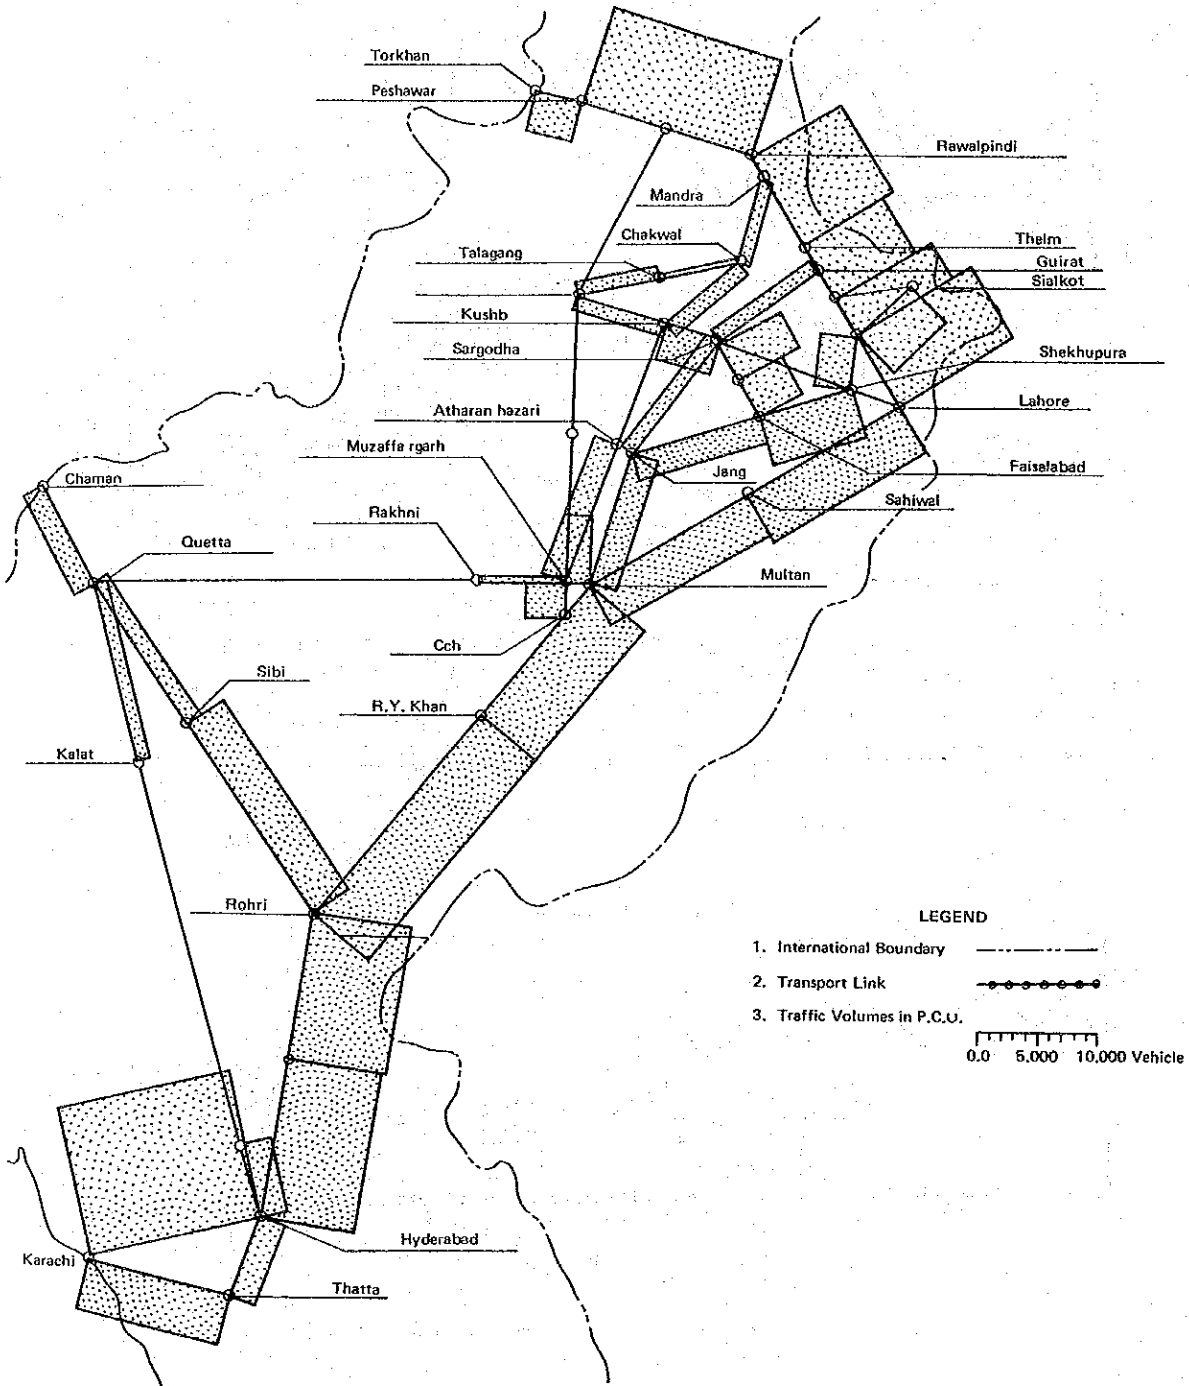 Torkhan
Peshawar
Rawalpindi
Mandra
Chakwal
Thelm
Talagang
Guirat
Sialkot
Kushb
Sargodha
Shekhupura
Atharan hazari
Lahore
Muzaffa rgarh
Jang
Faisalabad
Chaman
Sahiwal
Rakhni
Quetta
Multan
Cch
Sibi
R.Y. Khan
Kalat
Rohri
LEGEND
1. International Boundary
2. Transport Link
3. Traffic Volumes in P.C.U.
0.0 5.000 10.000 Vehicle
Hyderabad
Karachi
Thatta